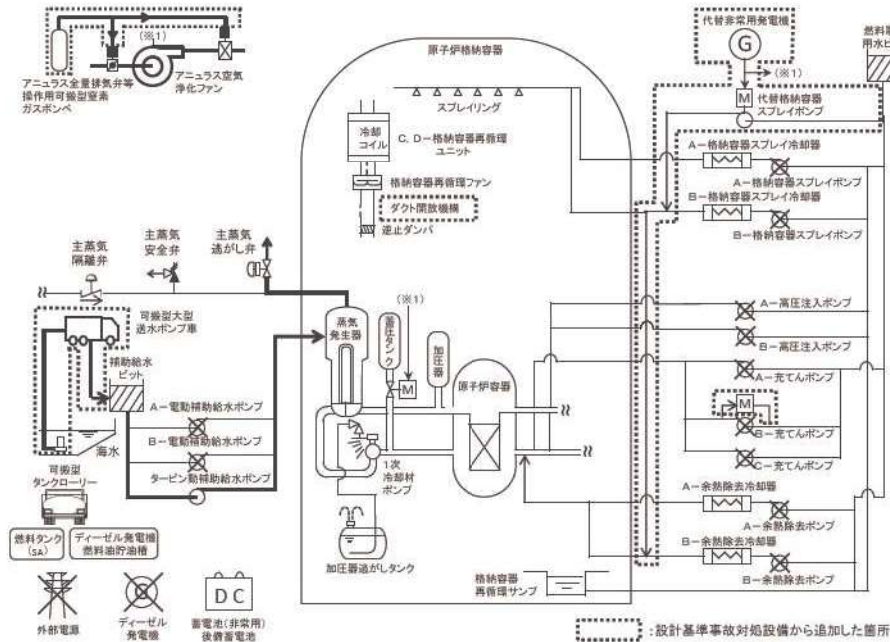 (※1)
アニュラス全量排気弁等
操作用可搬型窒素
ガスボンベ
アニュラス空気
浄化ファン
原子炉格納容器
スプレイリング
冷却
コイル
C, D-格納容器再循環
ユニット
格納容器再循環ファン
ダクト開放機構
逆止ダンパ
代替非常用発電機
G
(※1)
M
代替格納容器
スプレイポンプ
A-格納容器スプレイ冷却器
A-格納容器スプレイポンプ
B-格納容器スプレイ冷却器
B-格納容器スプレイポンプ
主蒸気
隔離弁
主蒸気
安全弁
主蒸気
逃がし弁
可搬型大型
送水ポンプ車
補助給水
ピット
海水
A-電動補助給水ポンプ
B-電動補助給水ポンプ
タービン動補助給水ポンプ
蒸気
発生器
蓄圧タンク
(※1)
M
加圧器
原子炉容器
1次
冷却材
ポンプ
加圧器逃がしタンク
A-高圧注入ポンプ
B-高圧注入ポンプ
A-充てんポンプ
M
B-充てんポンプ
C-充てんポンプ
A-余熱除去冷却器
A-余熱除去ポンプ
B-余熱除去冷却器
B-余熱除去ポンプ
格納容器
再循環サンプ
可搬型
タンクローリー
燃料タンク
(SA)
ディーゼル発電機
燃料油貯油槽
外部電源
ディーゼル
発電機
DC
蓄電池(非常用)
後備蓄電池
:設計基準事故対処設備から追加した箇所